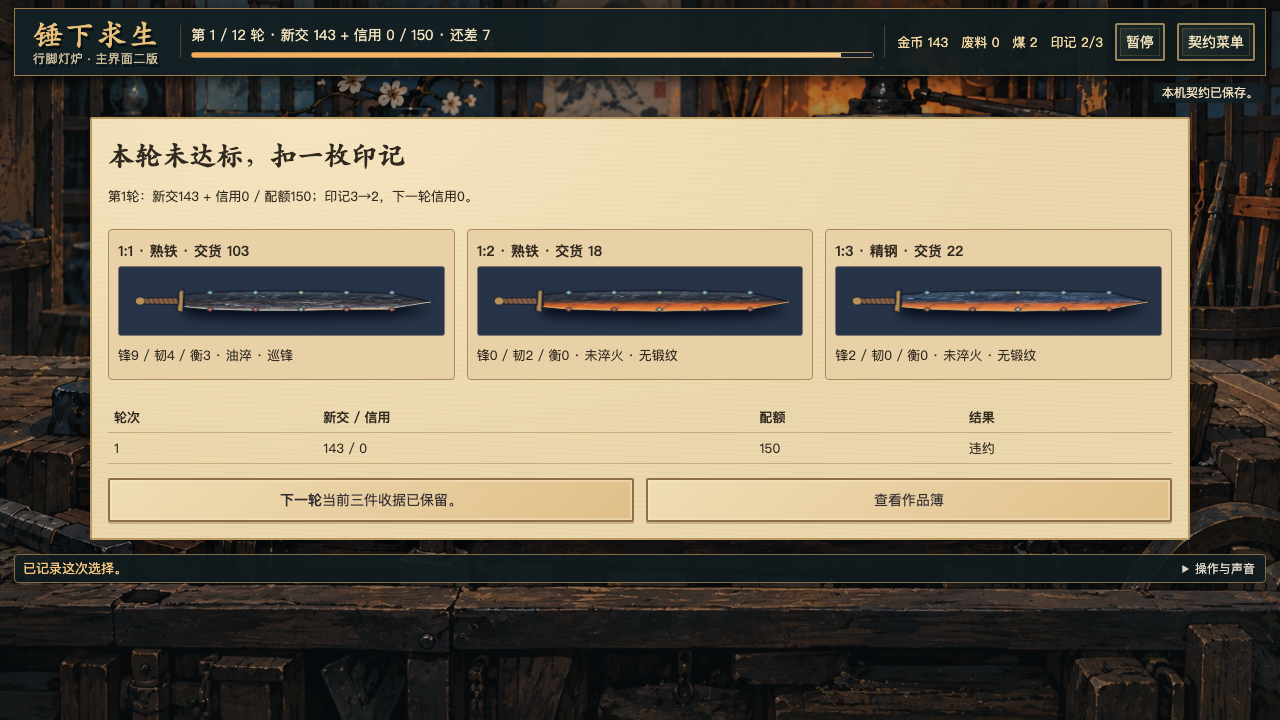 锤下求生
行脚灯炉 · 主界面二版
第 1 / 12 轮 · 新交 143 + 信用 0 / 150 · 还差 7
金币 143 废料 0 煤 2 印记 2/3
暂停
契约菜单
本机契约已保存。
本轮未达标，扣一枚印记
第1轮：新交143 + 信用0 / 配额150；印记3→2，下一轮信用0。
1:1 · 熟铁 · 交货 103
锋9 / 韧4 / 衡3 · 油淬 · 巡锋
1:2 · 熟铁 · 交货 18
锋0 / 韧2 / 衡0 · 未淬火 · 无锻纹
1:3 · 精钢 · 交货 22
锋2 / 韧0 / 衡0 · 未淬火 · 无锻纹
轮次 新交 / 信用 配额 结果
1 143 / 0 150 违约
下一轮当前三件收据已保留。
查看作品簿
已记录这次选择。
▶ 操作与声音